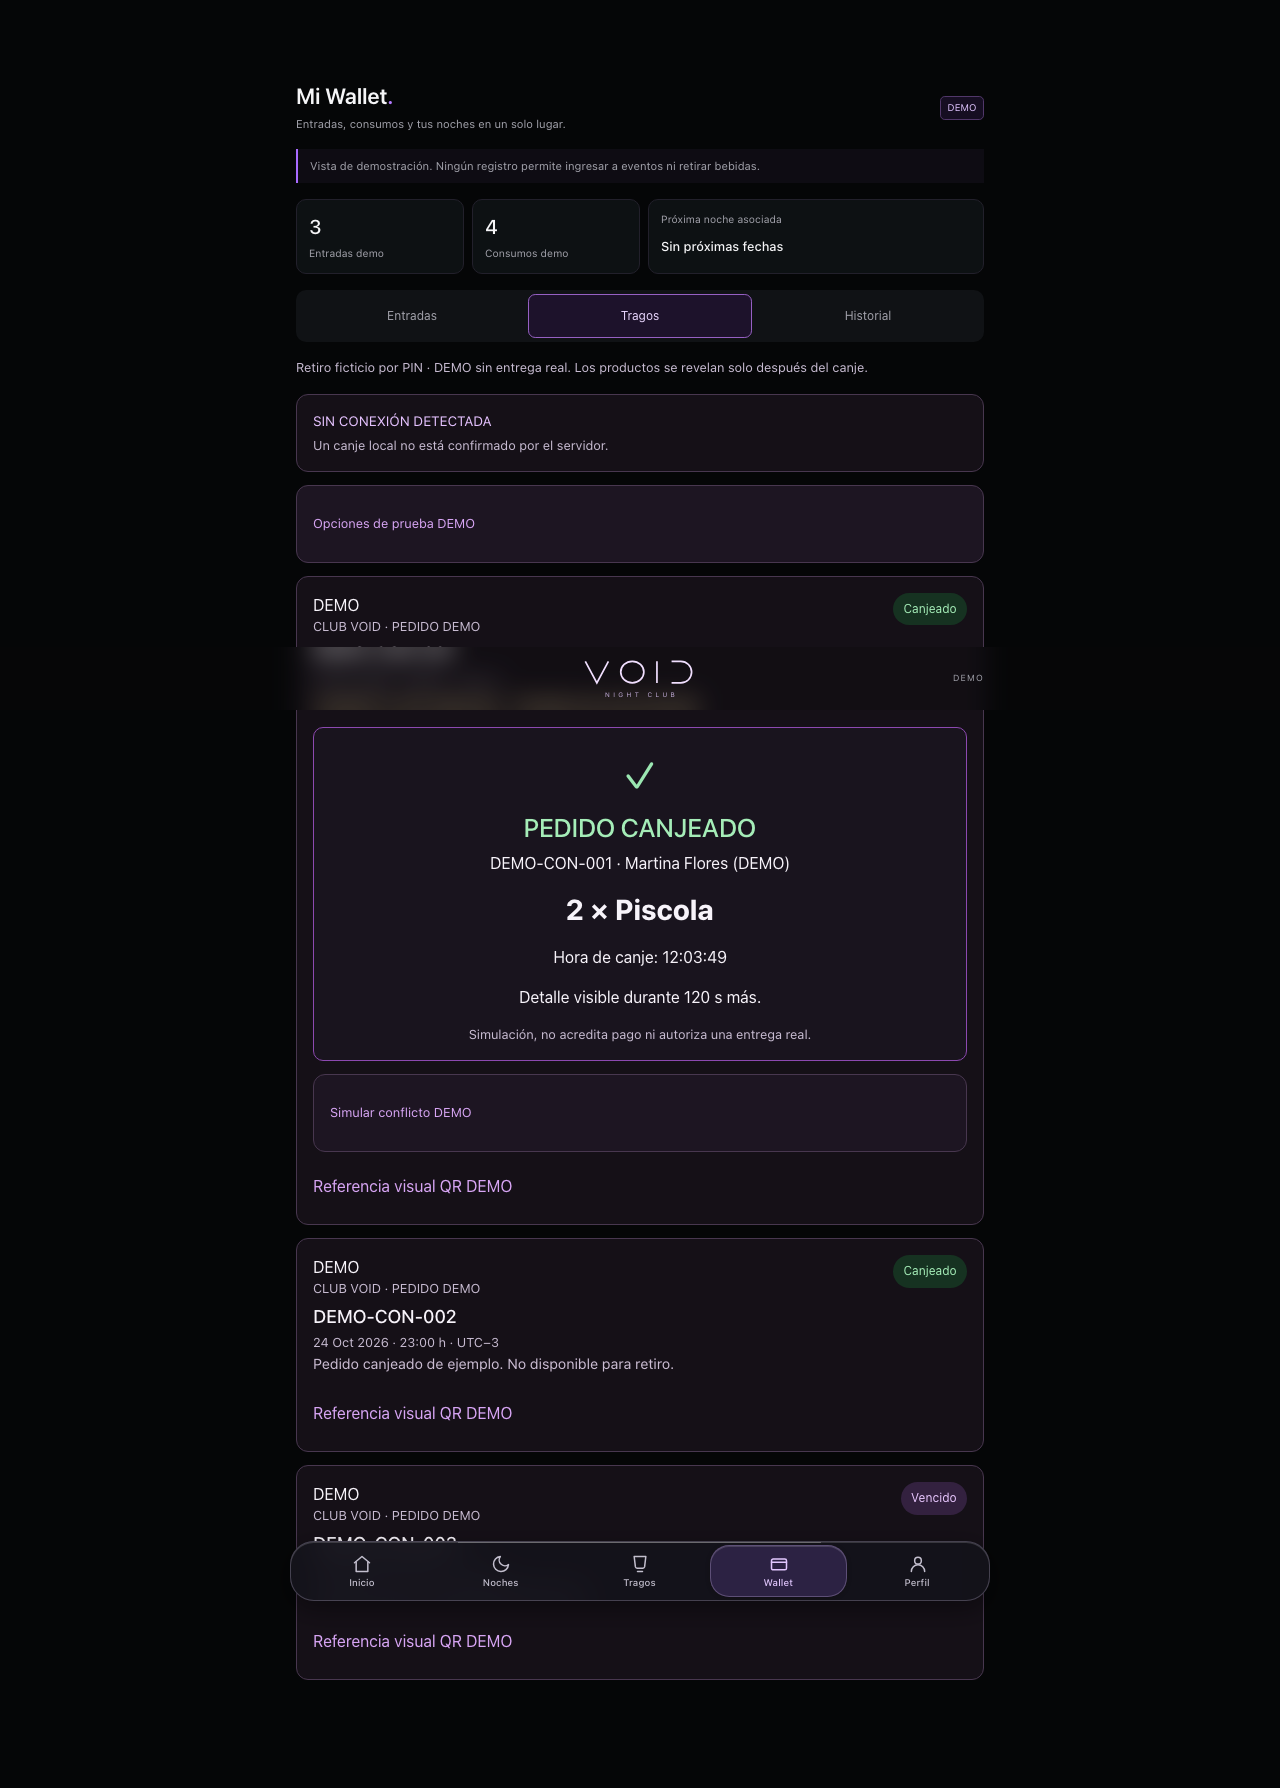 Mi Wallet.
Entradas, consumos y tus noches en un solo lugar.
DEMO
Vista de demostración. Ningún registro permite ingresar a eventos ni retirar bebidas.
3
Entradas demo
4
Consumos demo
Próxima noche asociada
Sin próximas fechas
Entradas
Tragos
Historial
Retiro ficticio por PIN · DEMO sin entrega real. Los productos se revelan solo después del canje.
SIN CONEXIÓN DETECTADA
Un canje local no está confirmado por el servidor.
Opciones de prueba DEMO
DEMO
CLUB VOID · PEDIDO DEMO
Canjeado
VOID
NIGHT CLUB
DEMO
PEDIDO CANJEADO
DEMO-CON-001 · Martina Flores (DEMO)
2 × Piscola
Hora de canje: 12:03:49
Detalle visible durante 120 s más.
Simulación, no acredita pago ni autoriza una entrega real.
Simular conflicto DEMO
Referencia visual QR DEMO
DEMO
CLUB VOID · PEDIDO DEMO
Canjeado
DEMO-CON-002
24 Oct 2026 · 23:00 h · UTC−3
Pedido canjeado de ejemplo. No disponible para retiro.
Referencia visual QR DEMO
DEMO
CLUB VOID · PEDIDO DEMO
Vencido
DEMO-CON-003
Inicio
Noches
Tragos
Wallet
Perfil
Referencia visual QR DEMO